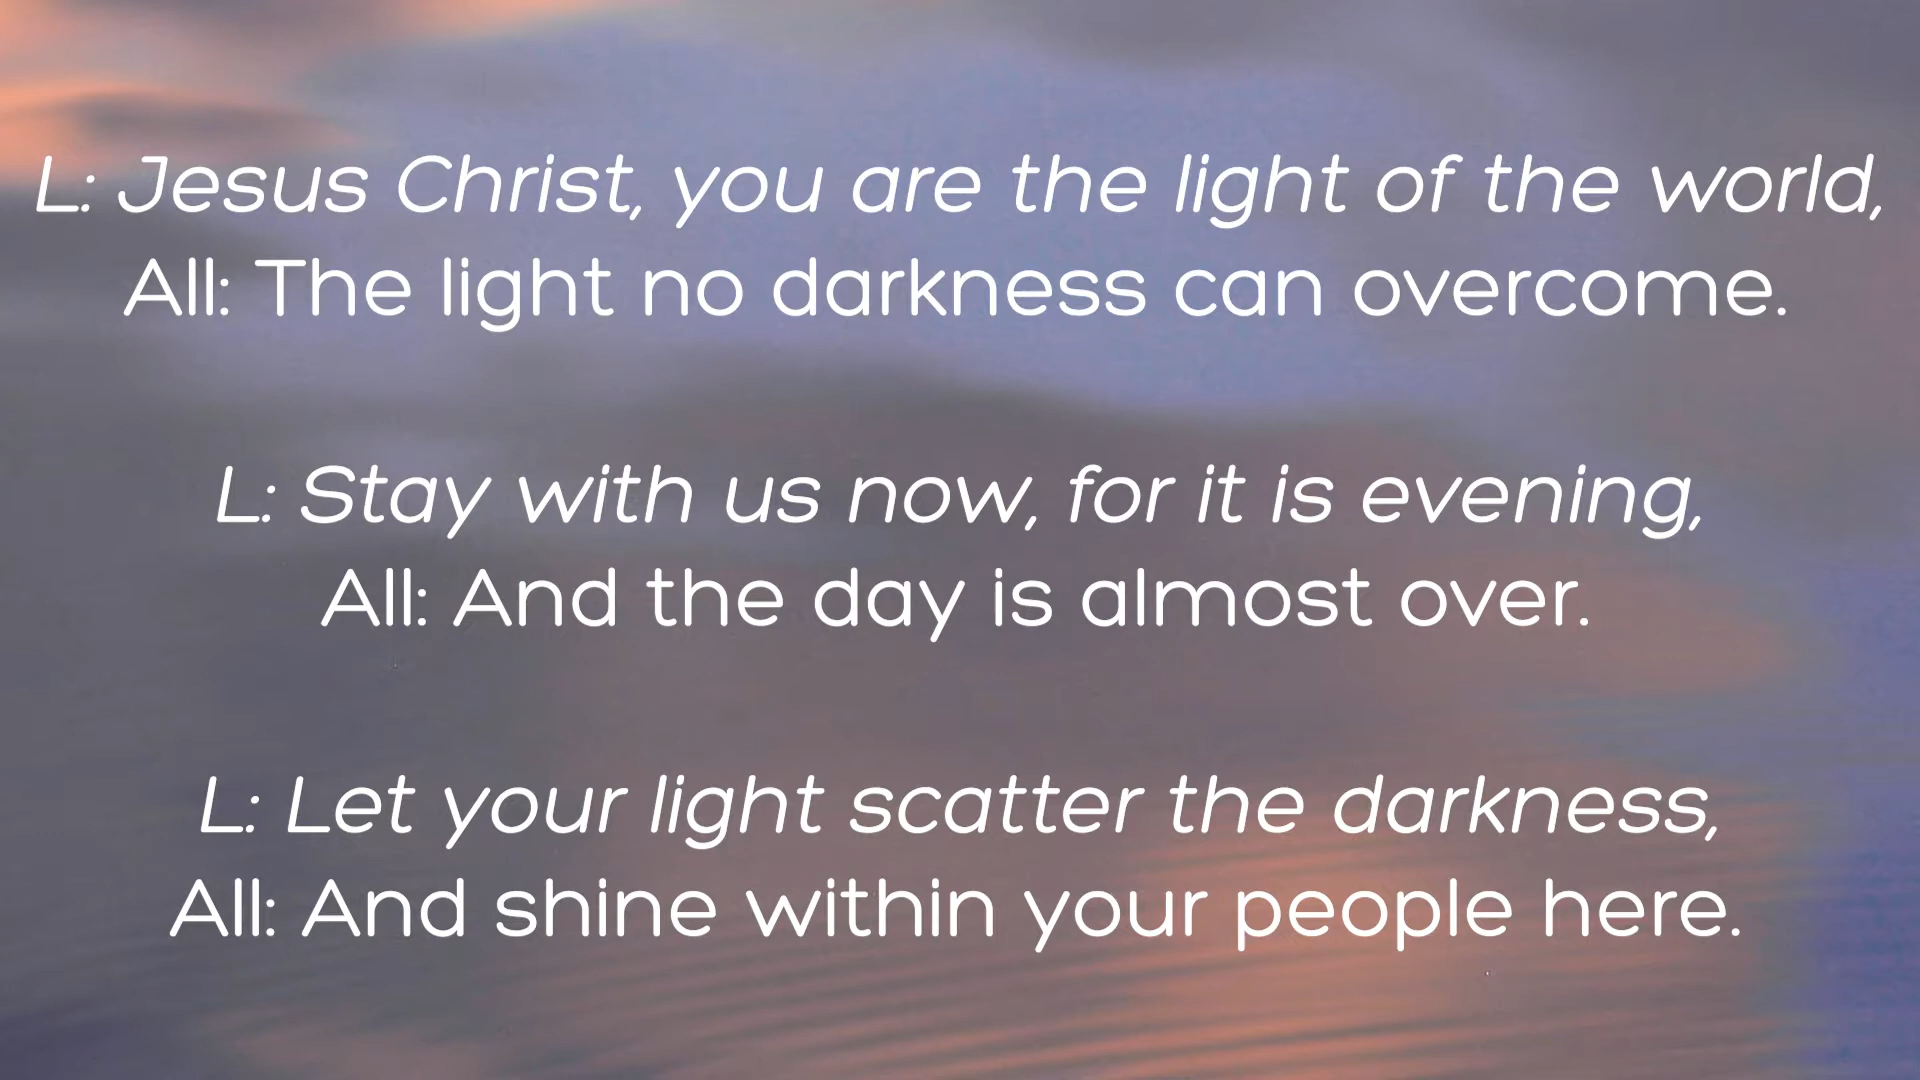 L: Jesus Christ, you are the light of the world,
All: The light no darkness can overcome.
L: Stay with us now, for it is evening,
All: And the day is almost over.
L: Let your light scatter the darkness,
All: And shine within your people here.